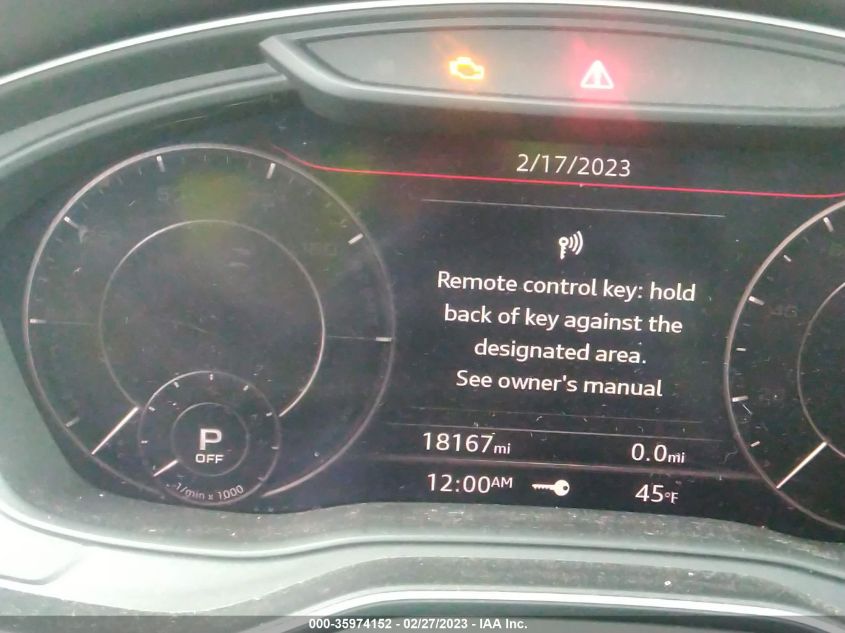 2/17/2023
Remote control key: hold
back of key against the
designated area.
See owner's manual
18167mi 0.0mi
12:00AM 45°F
P
OFF
1/min x 1000
000-35974152 - 02/27/2023 - IAA Inc.